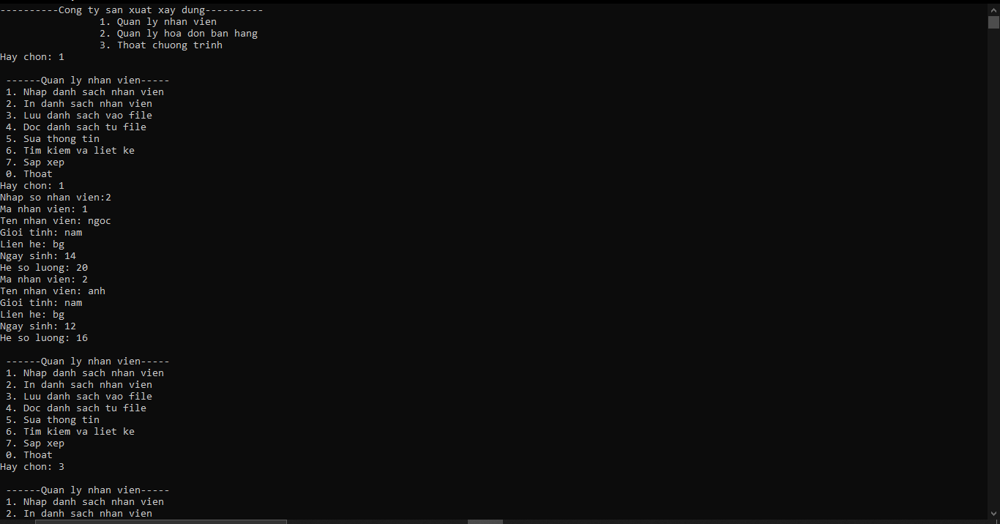 ----------Cong ty san xuat xay dung----------
1. Quan ly nhan vien
2. Quan ly hoa don ban hang
3. Thoat chuong trinh
Hay chon: 1
------Quan ly nhan vien-----
1. Nhap danh sach nhan vien
2. In danh sach nhan vien
3. Luu danh sach vao file
4. Doc danh sach tu file
5. Sua thong tin
6. Tim kiem va liet ke
7. Sap xep
0. Thoat
Hay chon: 1
Nhap so nhan vien:2
Ma nhan vien: 1
Ten nhan vien: ngoc
Gioi tinh: nam
Lien he: bg
Ngay sinh: 14
He so luong: 20
Ma nhan vien: 2
Ten nhan vien: anh
Gioi tinh: nam
Lien he: bg
Ngay sinh: 12
He so luong: 16
------Quan ly nhan vien-----
1. Nhap danh sach nhan vien
2. In danh sach nhan vien
3. Luu danh sach vao file
4. Doc danh sach tu file
5. Sua thong tin
6. Tim kiem va liet ke
7. Sap xep
0. Thoat
Hay chon: 3
------Quan ly nhan vien-----
1. Nhap danh sach nhan vien
2. In danh sach nhan vien